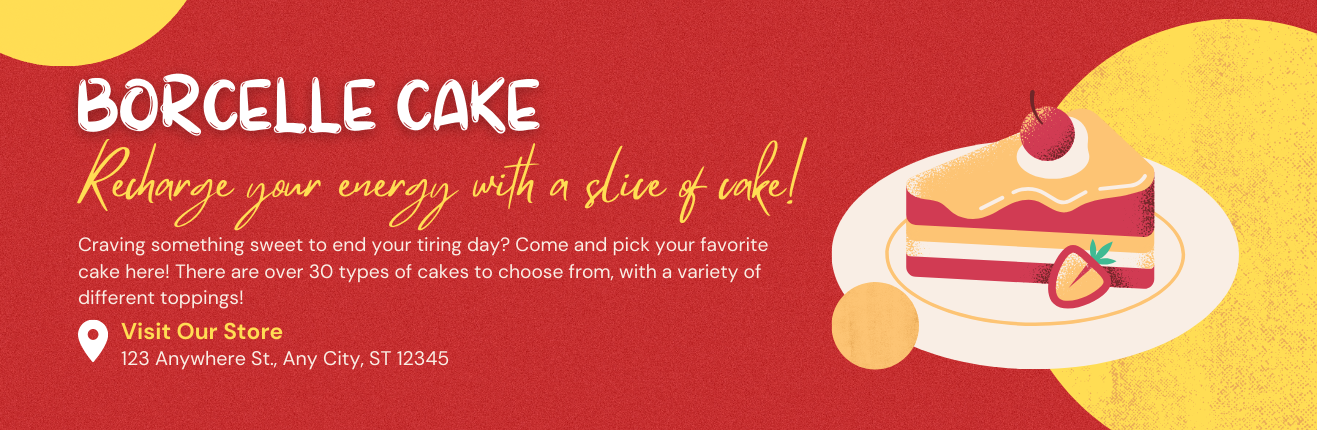 BORCELLE CAKE
Recharge your energy with a slice of cake!
Craving something sweet to end your tiring day? Come and pick your favorite
cake here! There are over 30 types of cakes to choose from, with a variety of
different toppings!
Visit Our Store
123 Anywhere St., Any City, ST 12345